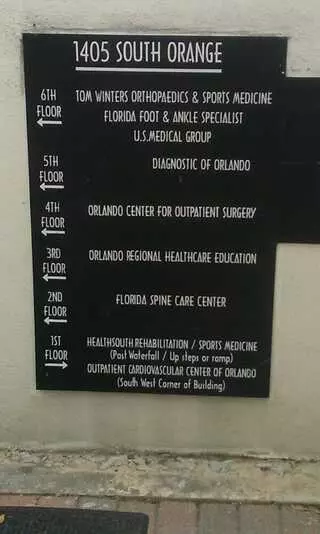 1405 SOUTH ORANGE
6TH FLOOR
TOM WINTERS ORTHOPAEDICS & SPORTS MEDICINE
FLORIDA FOOT & ANKLE SPECIALIST
U.S.MEDICAL GROUP
5TH FLOOR
DIAGNOSTIC OF ORLANDO
4TH FLOOR
ORLANDO CENTER FOR OUTPATIENT SURGERY
3RD FLOOR
ORLANDO REGIONAL HEALTHCARE EDUCATION
2ND FLOOR
FLORIDA SPINE CARE CENTER
1ST FLOOR
HEALTHSOUTH REHABILITATION / SPORTS MEDICINE
(Past Waterfall / Up steps or ramp)
OUTPATIENT CARDIOVASCULAR CENTER OF ORLANDO
(South West Corner of Building)